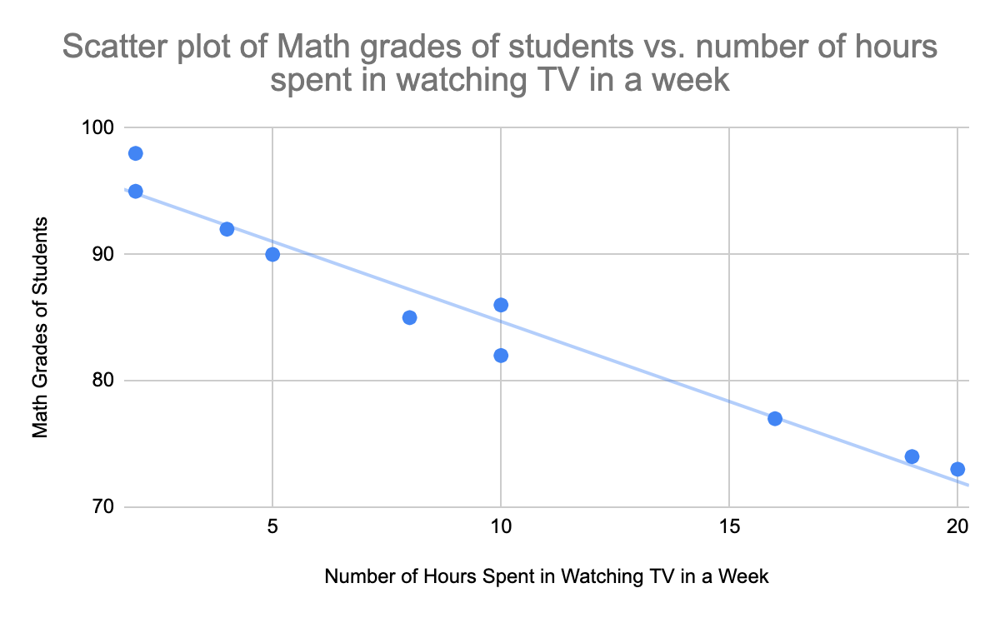 Scatter plot of Math grades of students vs. number of hours
spent in watching TV in a week
100
90
80
70
Math Grades of Students
5
10
15
20
Number of Hours Spent in Watching TV in a Week